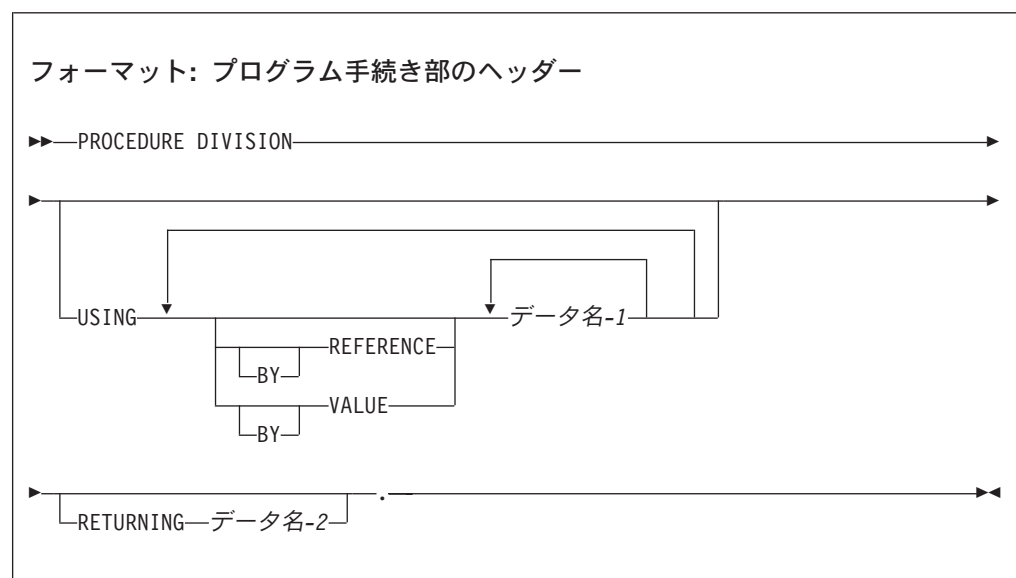 フォーマット: プログラム手続き部のヘッダー
PROCEDURE DIVISION
USING
データ名-1
REFERENCE
BY
VALUE
BY
.
RETURNING データ名-2